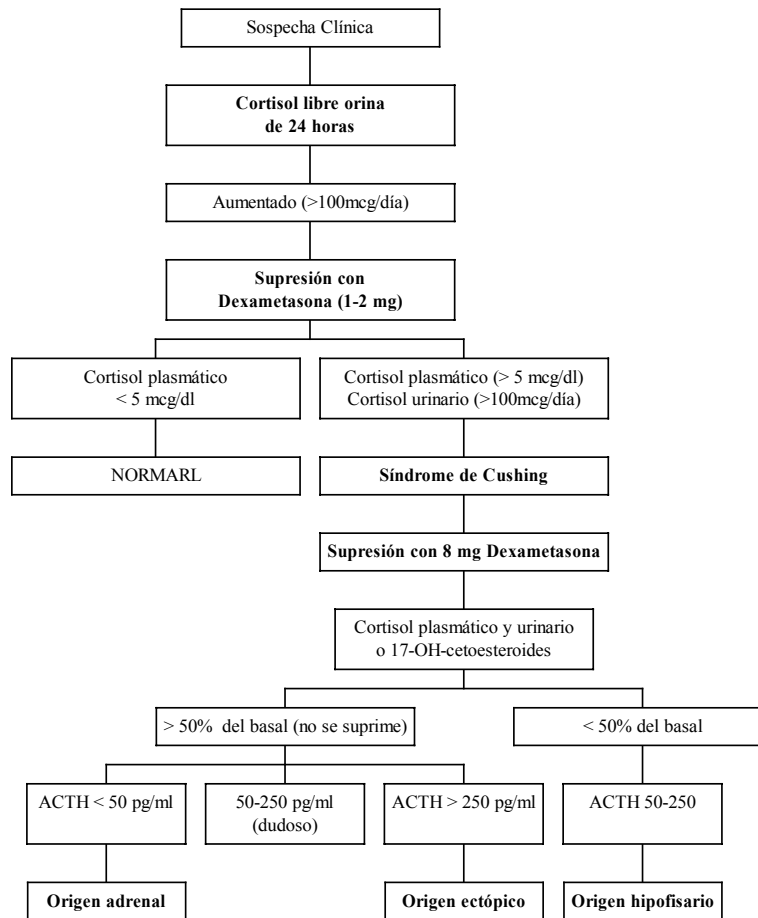 Sospecha Clínica
Cortisol libre orina
de 24 horas
Aumentado (>100mcg/día)
Supresión con
Dexametasona (1-2 mg)
Cortisol plasmático
< 5 mcg/dl
Cortisol plasmático (> 5 mcg/dl)
Cortisol urinario (>100mcg/día)
NORMARL
Síndrome de Cushing
Supresión con 8 mg Dexametasona
Cortisol plasmático y urinario
o 17-OH-cetoesteroides
> 50% del basal (no se suprime)
< 50% del basal
ACTH < 50 pg/ml
50-250 pg/ml
(dudoso)
ACTH > 250 pg/ml
ACTH 50-250
Origen adrenal
Origen ectópico
Origen hipofisario